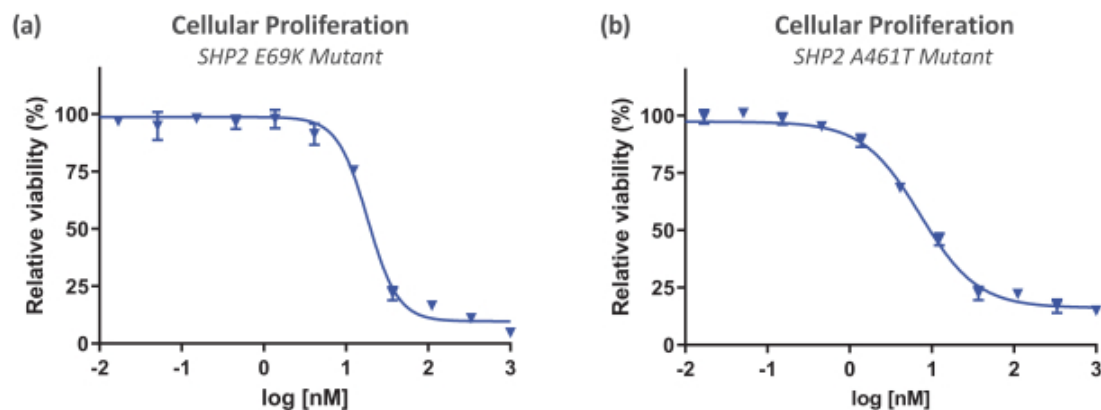 (a) Cellular Proliferation
SHP2 E69K Mutant
Relative viability (%)
100
75
50
25
0
-2 -1 0 1 2 3
log [nM]
(b) Cellular Proliferation
SHP2 A461T Mutant
Relative viability (%)
100
75
50
25
0
-2 -1 0 1 2 3
log [nM]